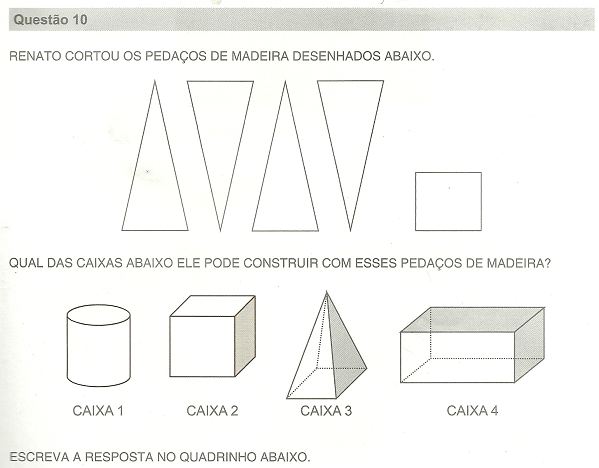 Questão 10
RENATO CORTOU OS PEDAÇOS DE MADEIRA DESENHADOS ABAIXO.
QUAL DAS CAIXAS ABAIXO ELE PODE CONSTRUIR COM ESSES PEDAÇOS DE MADEIRA?
CAIXA 1 CAIXA 2 CAIXA 3 CAIXA 4
ESCREVA A RESPOSTA NO QUADRINHO ABAIXO.